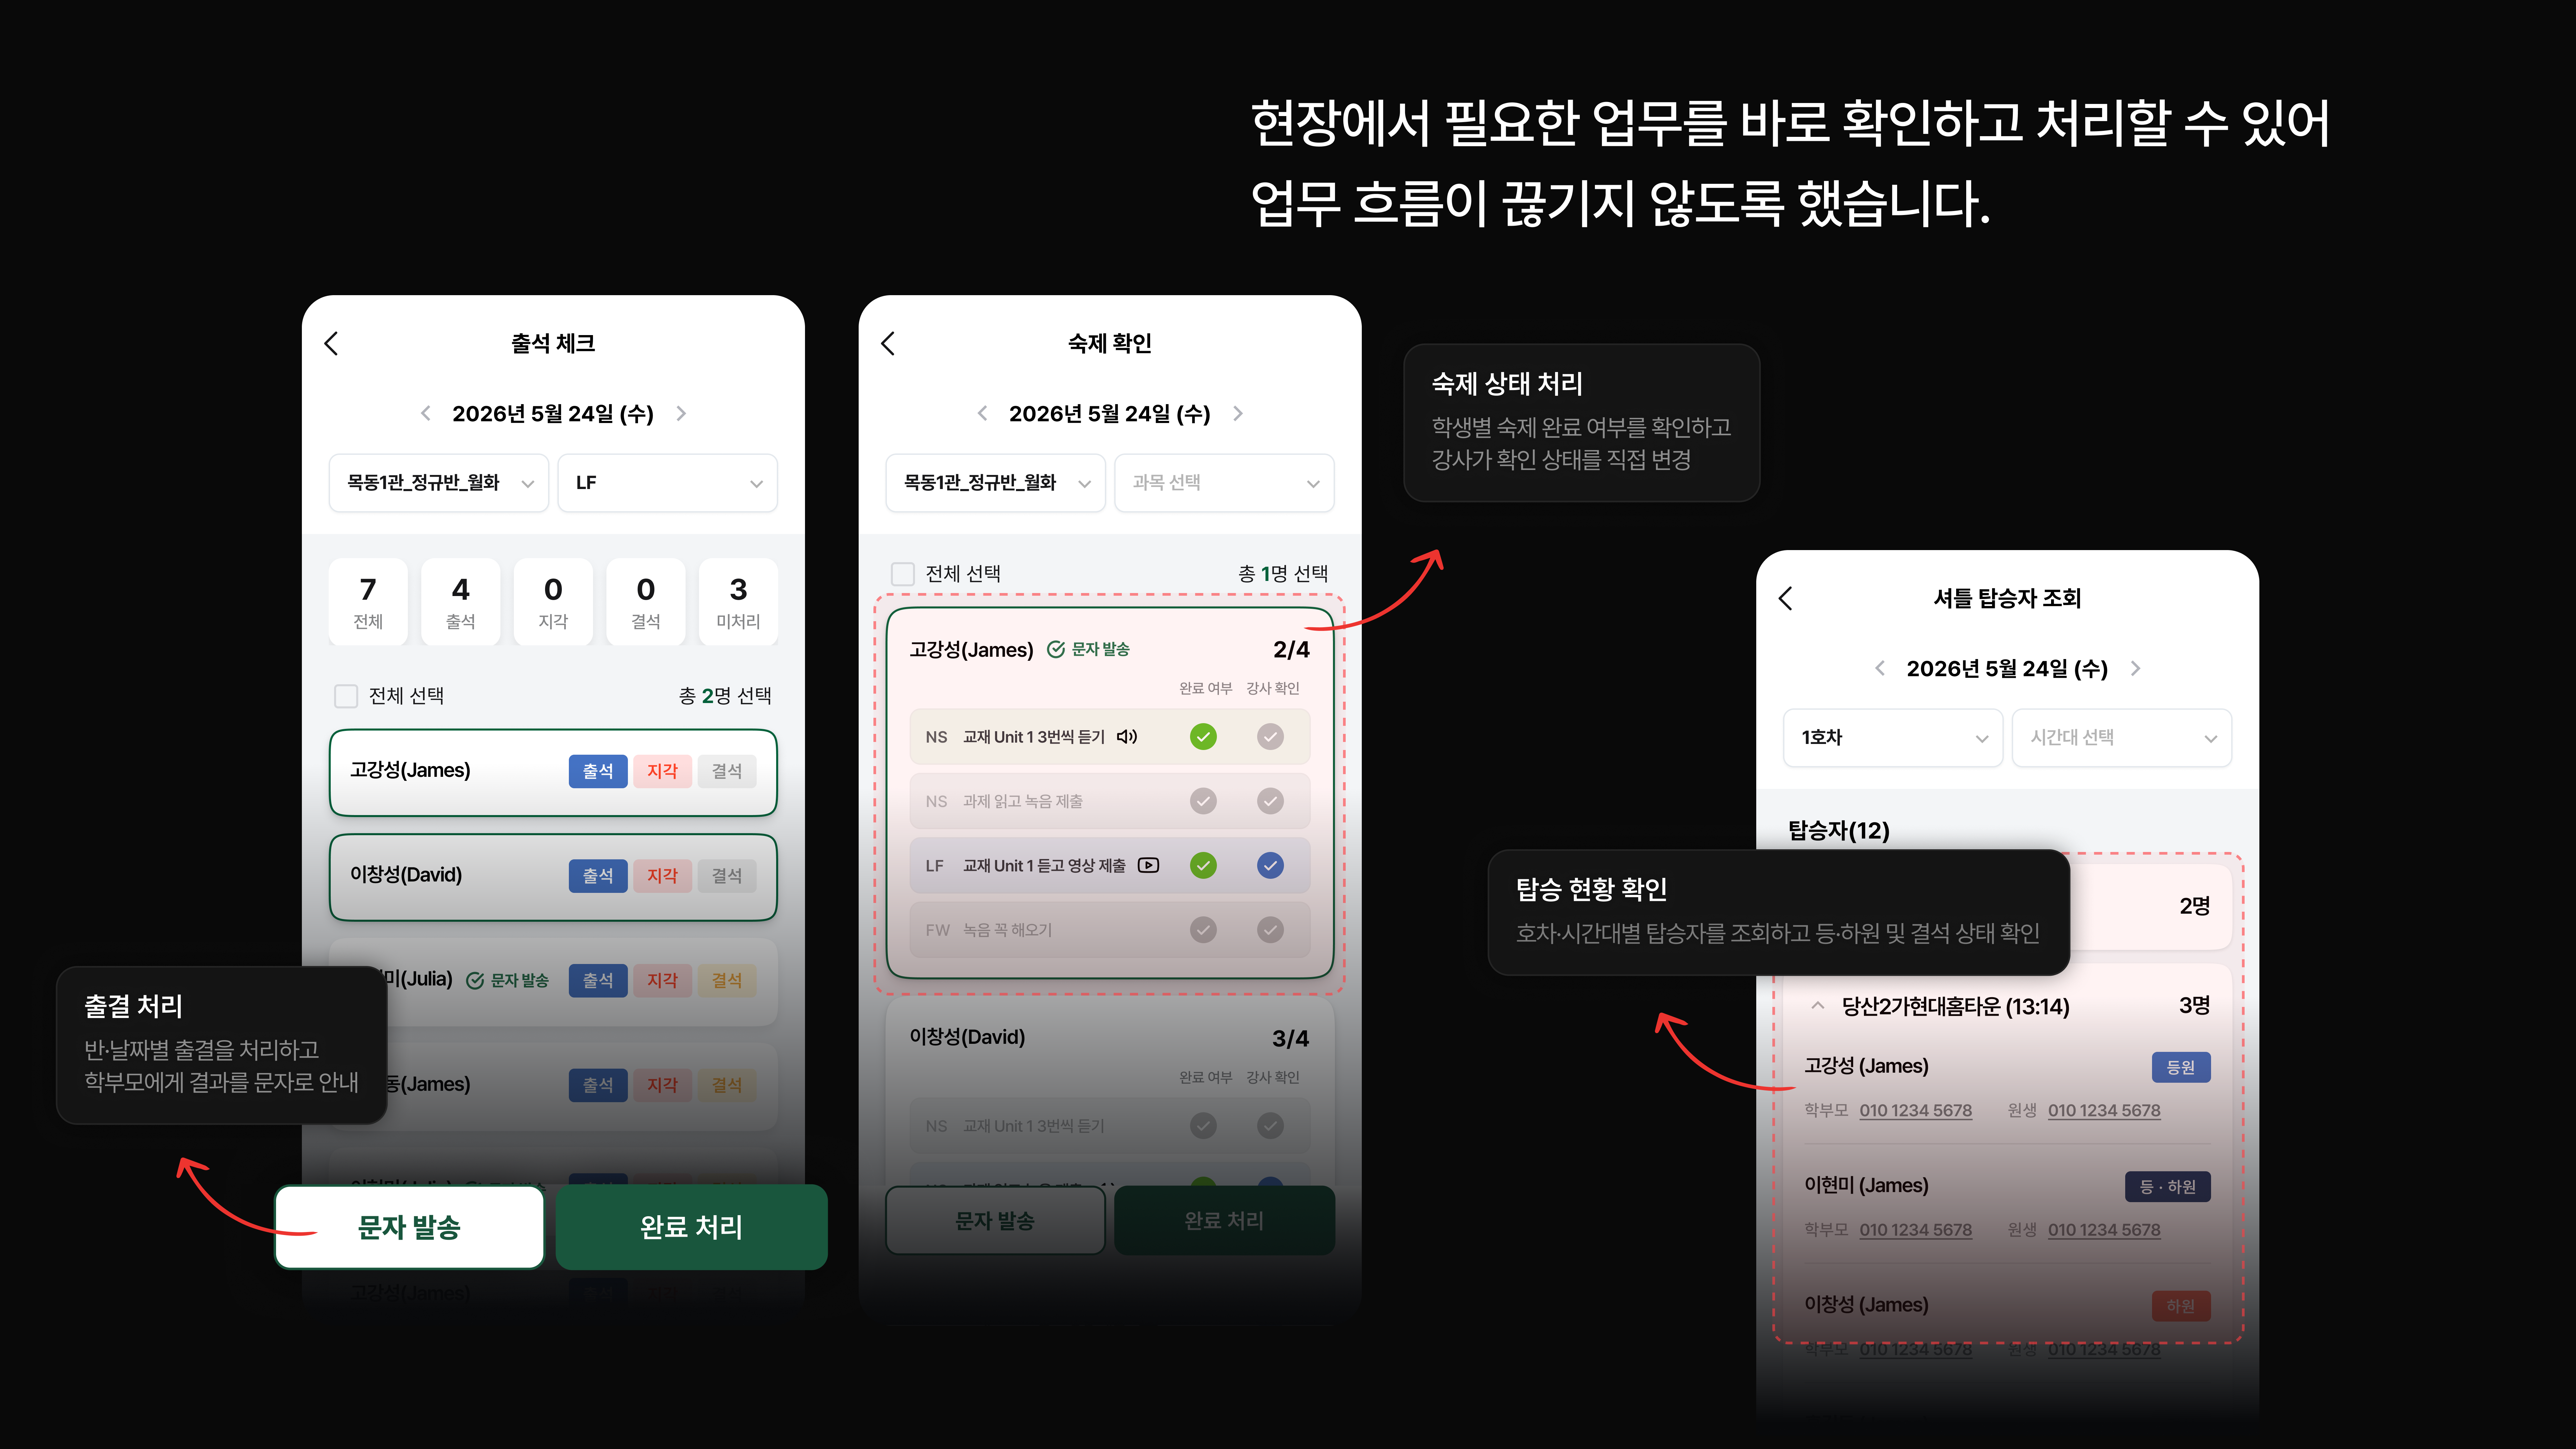 현장에서 필요한 업무를 바로 확인하고 처리할 수 있어
업무 흐름이 끊기지 않도록 했습니다.
출석 체크
2026년 5월 24일 (수)
목동1관_정규반_월화
LF
7
전체
4
출석
0
지각
0
결석
3
미처리
전체 선택
총 2명 선택
고강성(James)
출석 지각 결석
이창성(David)
출석 지각 결석
미(Julia) 문자 발송
출석 지각 결석
동(James)
출석 지각 결석
출결 처리
반·날짜별 출결을 처리하고
학부모에게 결과를 문자로 안내
문자 발송
완료 처리
고강성(James)
숙제 확인
2026년 5월 24일 (수)
목동1관_정규반_월화
과목 선택
전체 선택
총 1명 선택
고강성(James) 문자 발송 2/4
완료 여부 강사 확인
NS 교재 Unit 1 3번씩 듣기
NS 과제 읽고 녹음 제출
LF 교재 Unit 1 듣고 영상 제출
FW 녹음 꼭 해오기
이창성(David) 3/4
완료 여부 강사 확인
NS 교재 Unit 1 3번씩 듣기
문자 발송
완료 처리
숙제 상태 처리
학생별 숙제 완료 여부를 확인하고
강사가 확인 상태를 직접 변경
셔틀 탑승자 조회
2026년 5월 24일 (수)
1호차
시간대 선택
탑승자(12)
2명
탑승 현황 확인
호차·시간대별 탑승자를 조회하고 등·하원 및 결석 상태 확인
당산2가현대홈타운 (13:14) 3명
고강성 (James) 등원
학부모 010 1234 5678 원생 010 1234 5678
이현미 (James) 등 · 하원
학부모 010 1234 5678 원생 010 1234 5678
이창성 (James) 하원
학부모 010 1234 5678 원생 010 1234 5678